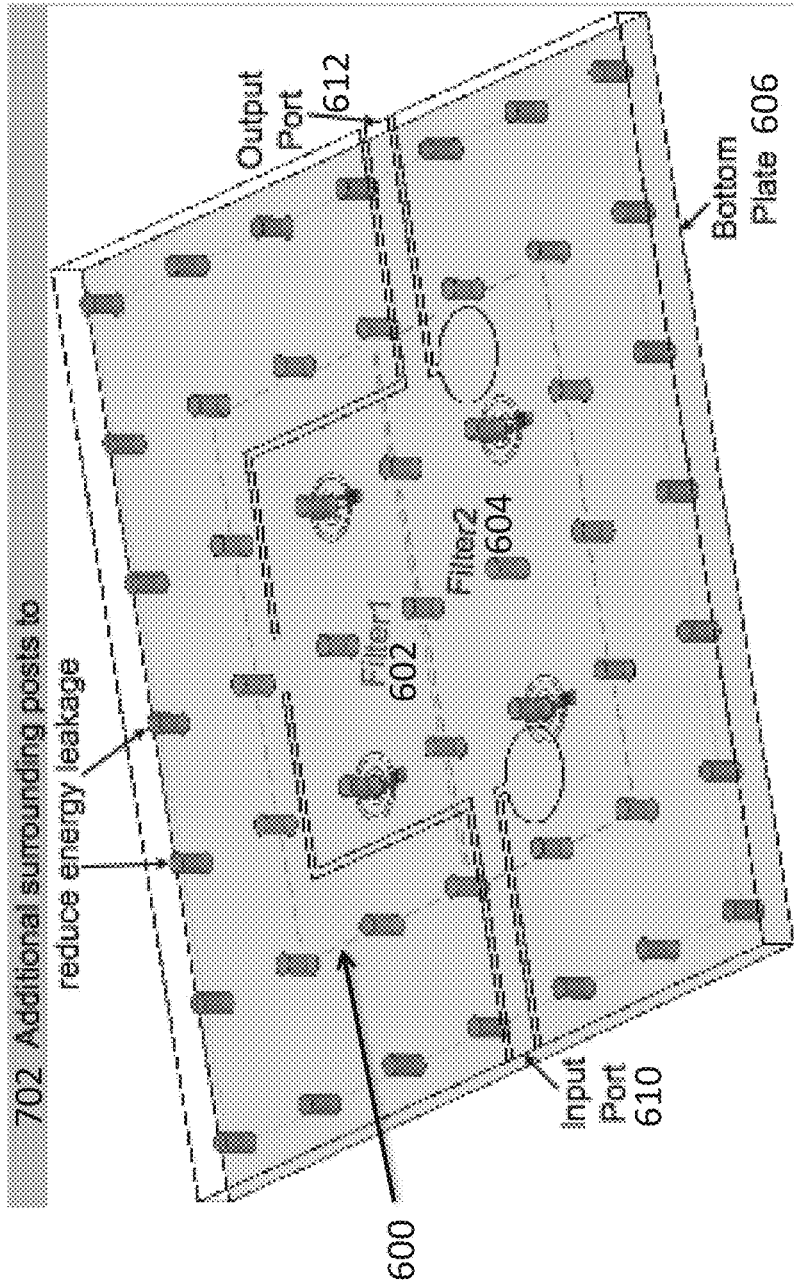 702 Additional surrounding posts to
reduce energy leakage
Output
Port
612
Filter1
602
Filter2
604
600
Input
Port
610
Bottom
Plate 606